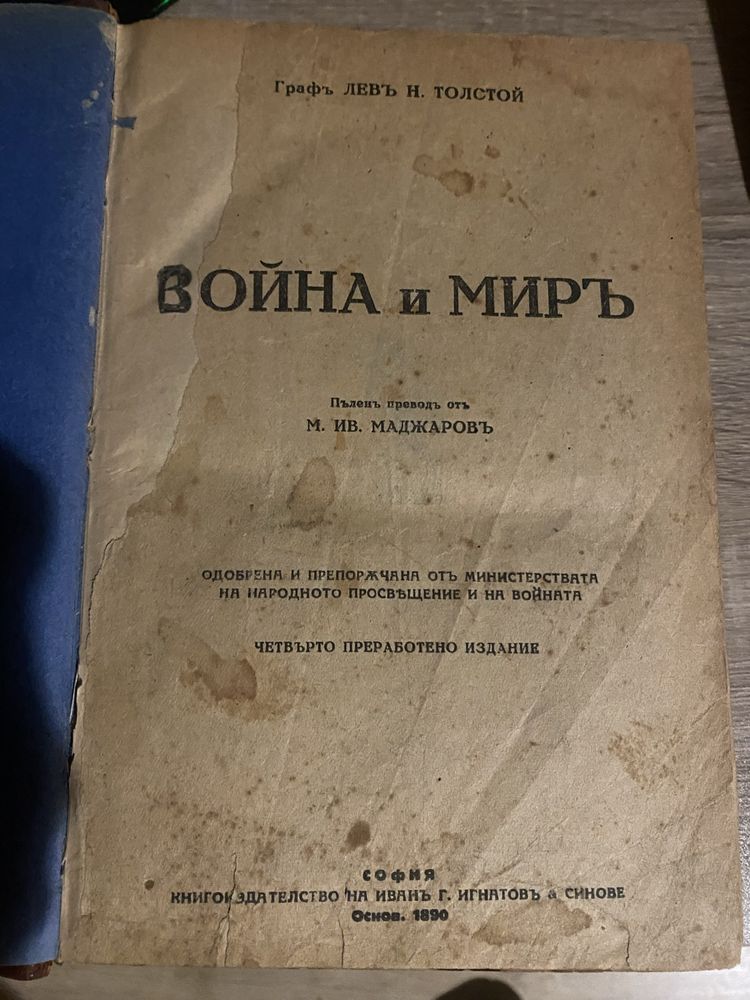 Графъ ЛЕВЪ Н. ТОЛСТОЙ
ВОЙНА и МИРЪ
Пъленъ преводъ отъ
М. ИВ. МАДЖАРОВЪ
ОДОБРЕНА И ПРЕПОРѪЧАНА ОТЪ МИНИСТЕРСТВАТА
НА НАРОДНОТО ПРОСВѢЩЕНИЕ И НА ВОЙНАТА
ЧЕТВЪРТО ПРЕРАБОТЕНО ИЗДАНИЕ
СОФИЯ
КНИГОИЗДАТЕЛСТВО НА ИВАНЪ Г. ИГНАТОВЪ & СИНОВЕ
Основ. 1890